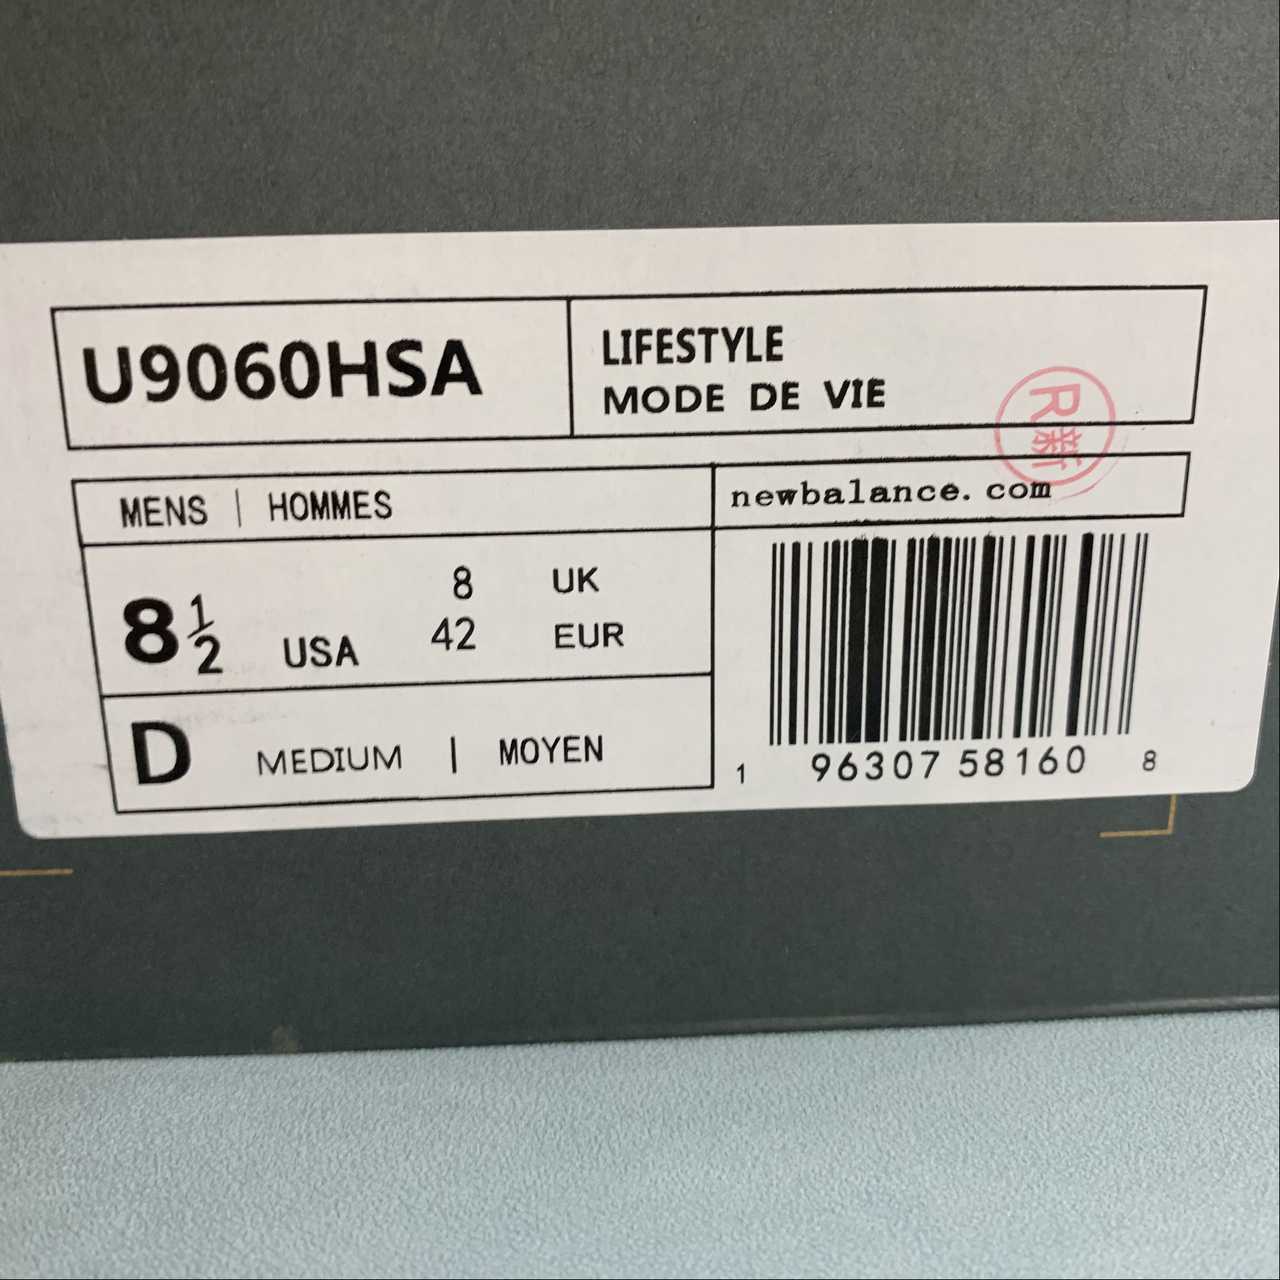 U9060HSA
LIFESTYLE
MODE DE VIE
R
新
MENS | HOMMES
newbalance.com
8½ USA
8 UK
42 EUR
D MEDIUM | MOYEN
1 96307 58160 8